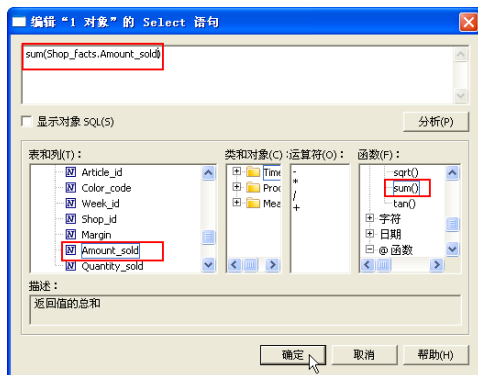 编辑“1 对象”的 Select 语句
sum(Shop_facts.Amount_sold)
显示对象 SQL(S)
分析(P)
表和列(T)：
类和对象(C)：
运算符(O)：
函数(F)：
Article_id
Color_code
Week_id
Shop_id
Margin
Amount_sold
Quantity_sold
Time
Proc
Mea
-
*
/
+
sqrt()
sum()
tan()
字符
日期
@函数
描述：
返回值的总和
确定
取消
帮助(H)